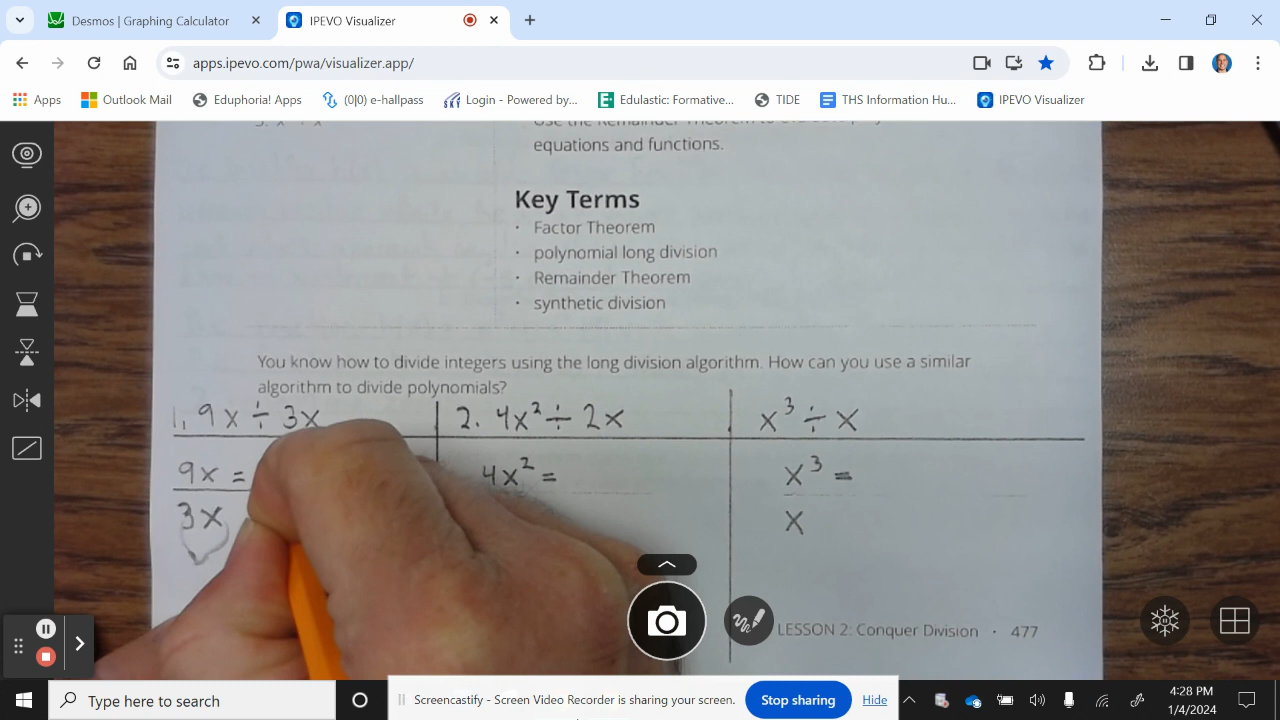 Desmos | Graphing Calculator
IPEVO Visualizer
apps.ipevo.com/pwa/visualizer.app/
Apps
Outlook Mail
Eduphoria! Apps
(0|0) e-hallpass
Login - Powered by...
Edulastic: Formative...
TIDE
THS Information Hu...
IPEVO Visualizer
Use the Remainder Theorem to
equations and functions.
Key Terms
• Factor Theorem
• polynomial long division
• Remainder Theorem
• synthetic division
You know how to divide integers using the long division algorithm. How can you use a similar
algorithm to divide polynomials?
1. 9x ÷ 3x
2. 4x² ÷ 2x
x³ ÷ x
9x =
4x² =
x³ =
3x
x
LESSON 2: Conquer Division • 477
Screencastify - Screen Video Recorder is sharing your screen.
Stop sharing
Hide
Type here to search
4:28 PM
1/4/2024